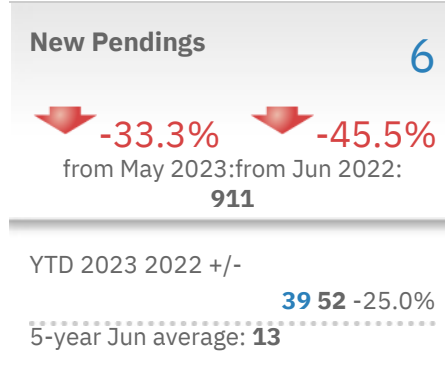 New Pendings
6
-33.3% -45.5%
from May 2023:from Jun 2022:
911
YTD 2023 2022 +/-
39 52 -25.0%
5-year Jun average: 13